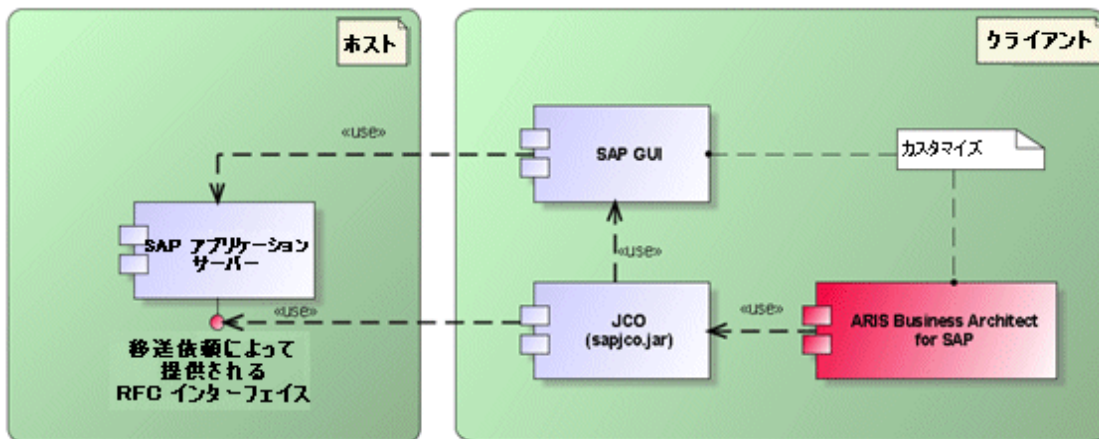 ホスト
クライアント
«use»
SAP GUI
カスタマイズ
SAP アプリケーション
サーバー
«use»
«use»
JCO
(sapjco.jar)
«use»
ARIS Business Architect
for SAP
移送依頼によって
提供される
RFC インターフェイス